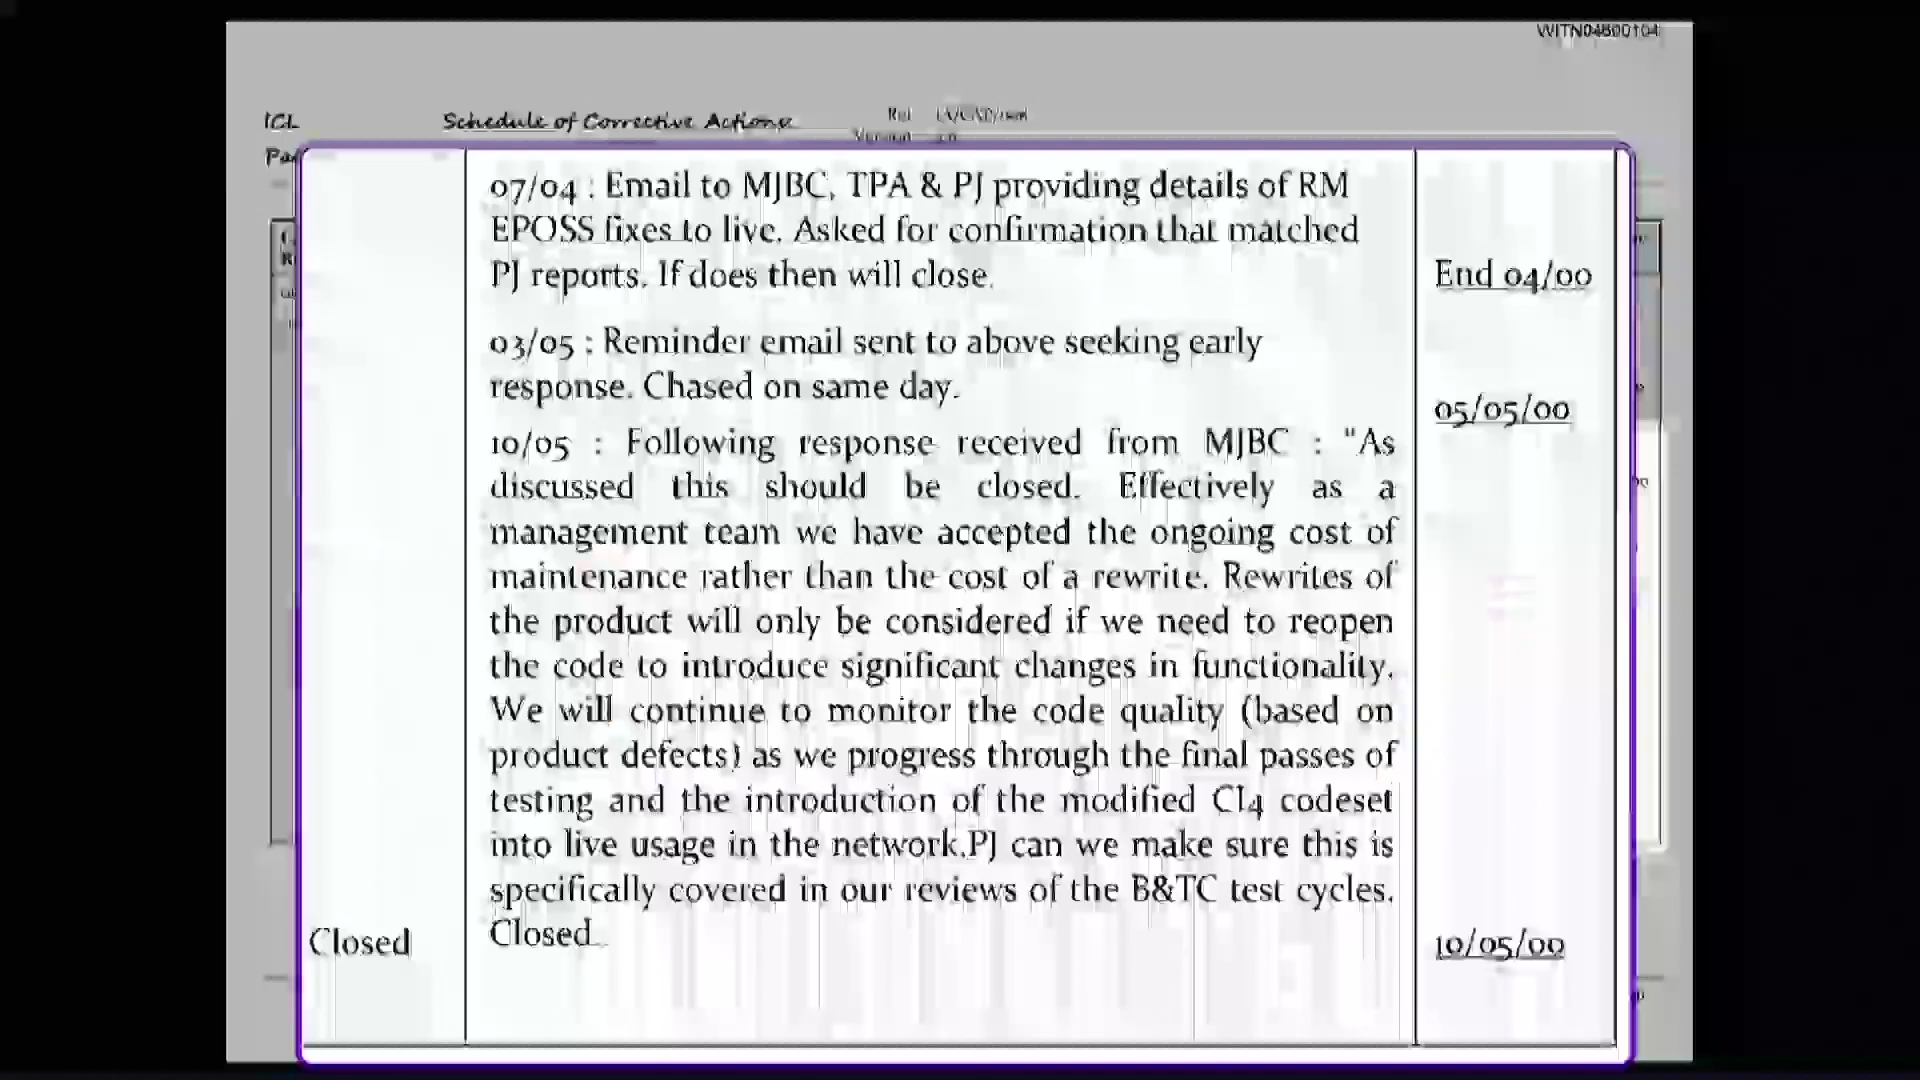 WITN04600104
ICL Schedule of Corrective Actions
07/04 : Email to MJBC, TPA & PJ providing details of RM
EPOSS fixes to live. Asked for confirmation that matched
PJ reports. If does then will close.
End 04/00
03/05 : Reminder email sent to above seeking early
response. Chased on same day.
05/05/00
10/05 : Following response received from MJBC : "As
discussed this should be closed. Effectively as a
management team we have accepted the ongoing cost of
maintenance rather than the cost of a rewrite. Rewrites of
the product will only be considered if we need to reopen
the code to introduce significant changes in functionality.
We will continue to monitor the code quality (based on
product defects) as we progress through the final passes of
testing and the introduction of the modified CI4 codeset
into live usage in the network.PJ can we make sure this is
specifically covered in our reviews of the B&TC test cycles.
Closed.
Closed
10/05/00